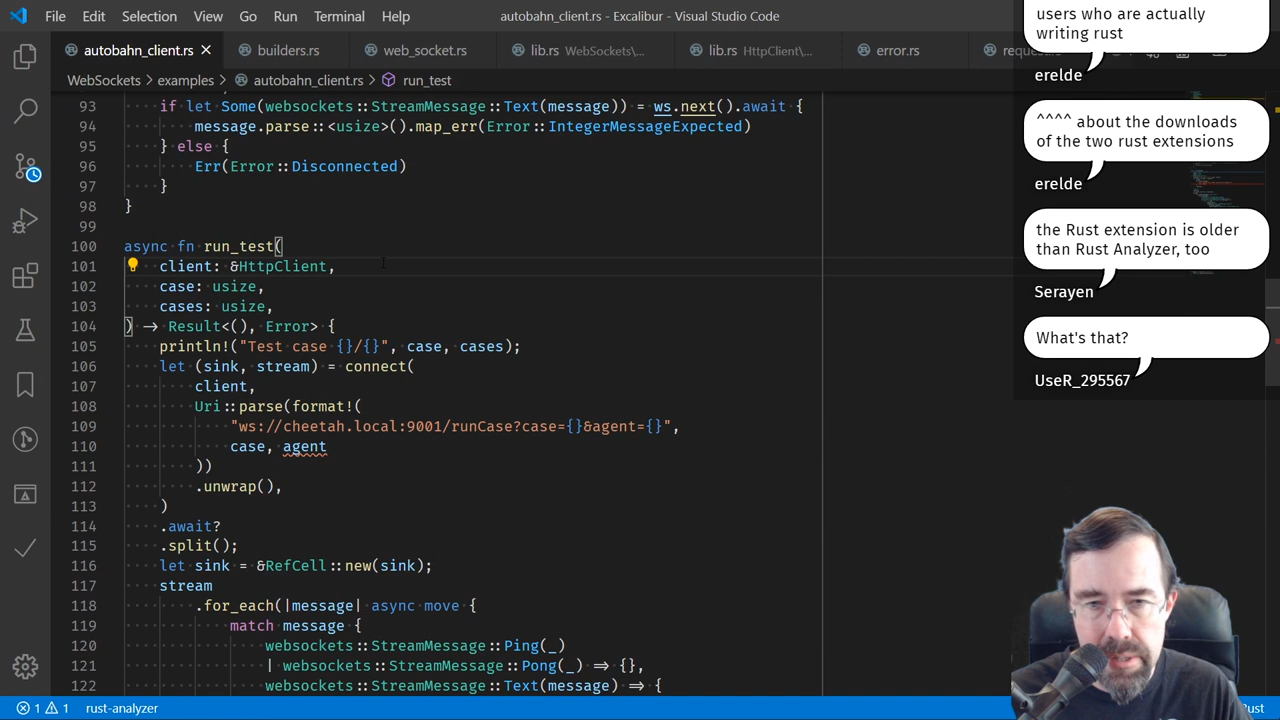 File Edit Selection View Go Run Terminal Help autobahn_client.rs - Excalibur - Visual Studio Code
autobahn_client.rs builders.rs web_socket.rs lib.rs WebSockets\... lib.rs HttpClient\... error.rs
WebSockets > examples > autobahn_client.rs > run_test
93 if let Some(websockets::StreamMessage::Text(message)) = ws.next().await {
94 message.parse::<usize>().map_err(Error::IntegerMessageExpected)
95 } else {
96 Err(Error::Disconnected)
97 }
98 }
99
100 async fn run_test(
101 client: &HttpClient,
102 case: usize,
103 cases: usize,
104 ) -> Result<(), Error> {
105 println!("Test case {}/{}", case, cases);
106 let (sink, stream) = connect(
107 client,
108 Uri::parse(format!(
109 "ws://cheetah.local:9001/runCase?case={}&agent={}",
110 case, agent
111 ))
112 .unwrap(),
113 )
114 .await?
115 .split();
116 let sink = &RefCell::new(sink);
117 stream
118 .for_each(|message| async move {
119 match message {
120 websockets::StreamMessage::Ping(_)
121 | websockets::StreamMessage::Pong(_) => {},
122 websockets::StreamMessage::Text(message) => {
1 1 rust-analyzer Rust
users who are actually
writing rust
erelde
^^^^ about the downloads
of the two rust extensions
erelde
the Rust extension is older
than Rust Analyzer, too
Serayen
What's that?
UseR_295567